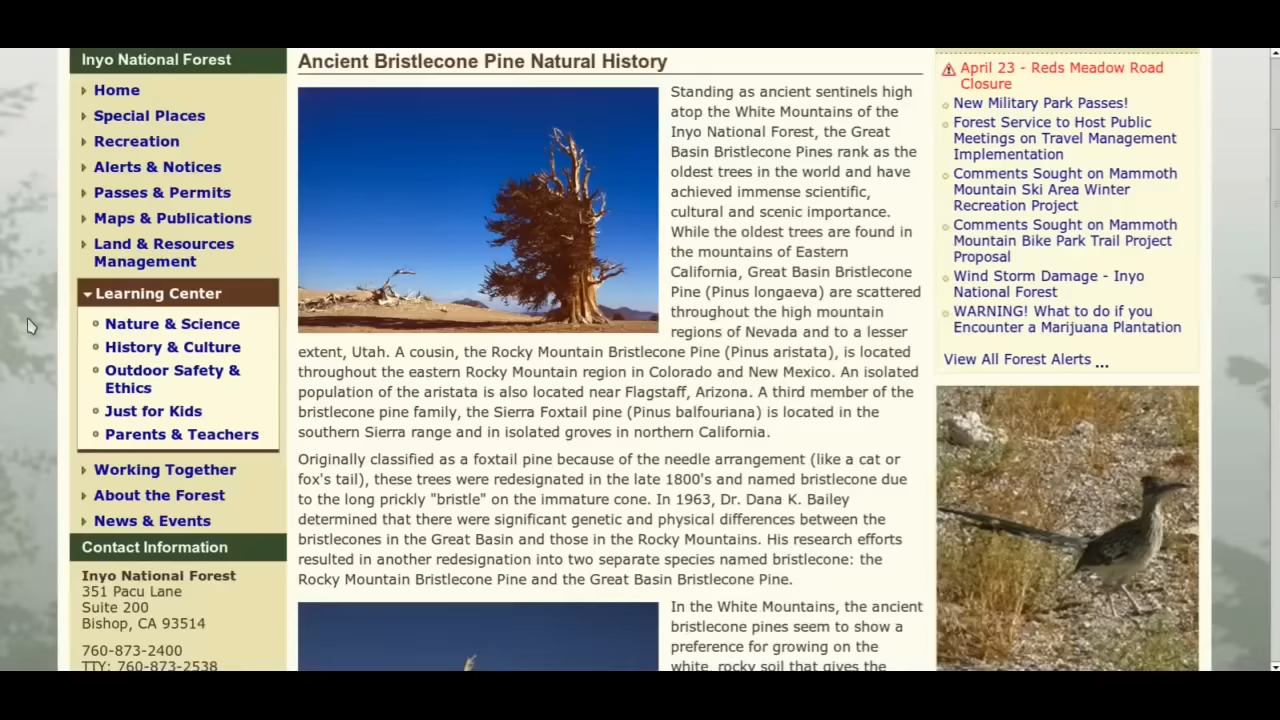 Inyo National Forest
Home
Special Places
Recreation
Alerts & Notices
Passes & Permits
Maps & Publications
Land & Resources
Management
Learning Center
Nature & Science
History & Culture
Outdoor Safety &
Ethics
Just for Kids
Parents & Teachers
Working Together
About the Forest
News & Events
Contact Information
Inyo National Forest
351 Pacu Lane
Suite 200
Bishop, CA 93514
760-873-2400
TTY: 760-873-2538
Ancient Bristlecone Pine Natural History
Standing as ancient sentinels high
atop the White Mountains of the
Inyo National Forest, the Great
Basin Bristlecone Pines rank as the
oldest trees in the world and have
achieved immense scientific,
cultural and scenic importance.
While the oldest trees are found in
the mountains of Eastern
California, Great Basin Bristlecone
Pine (Pinus longaeva) are scattered
throughout the high mountain
regions of Nevada and to a lesser
extent, Utah. A cousin, the Rocky Mountain Bristlecone Pine (Pinus aristata), is located
throughout the eastern Rocky Mountain region in Colorado and New Mexico. An isolated
population of the aristata is also located near Flagstaff, Arizona. A third member of the
bristlecone pine family, the Sierra Foxtail pine (Pinus balfouriana) is located in the
southern Sierra range and in isolated groves in northern California.
Originally classified as a foxtail pine because of the needle arrangement (like a cat or
fox's tail), these trees were redesignated in the late 1800's and named bristlecone due
to the long prickly "bristle" on the immature cone. In 1963, Dr. Dana K. Bailey
determined that there were significant genetic and physical differences between the
bristlecones in the Great Basin and those in the Rocky Mountains. His research efforts
resulted in another redesignation into two separate species named bristlecone: the
Rocky Mountain Bristlecone Pine and the Great Basin Bristlecone Pine.
In the White Mountains, the ancient
bristlecone pines seem to show a
preference for growing on the
white, rocky soil that gives the
April 23 - Reds Meadow Road
Closure
New Military Park Passes!
Forest Service to Host Public
Meetings on Travel Management
Implementation
Comments Sought on Mammoth
Mountain Ski Area Winter
Recreation Project
Comments Sought on Mammoth
Mountain Bike Park Trail Project
Proposal
Wind Storm Damage - Inyo
National Forest
WARNING! What to do if you
Encounter a Marijuana Plantation
View All Forest Alerts ...